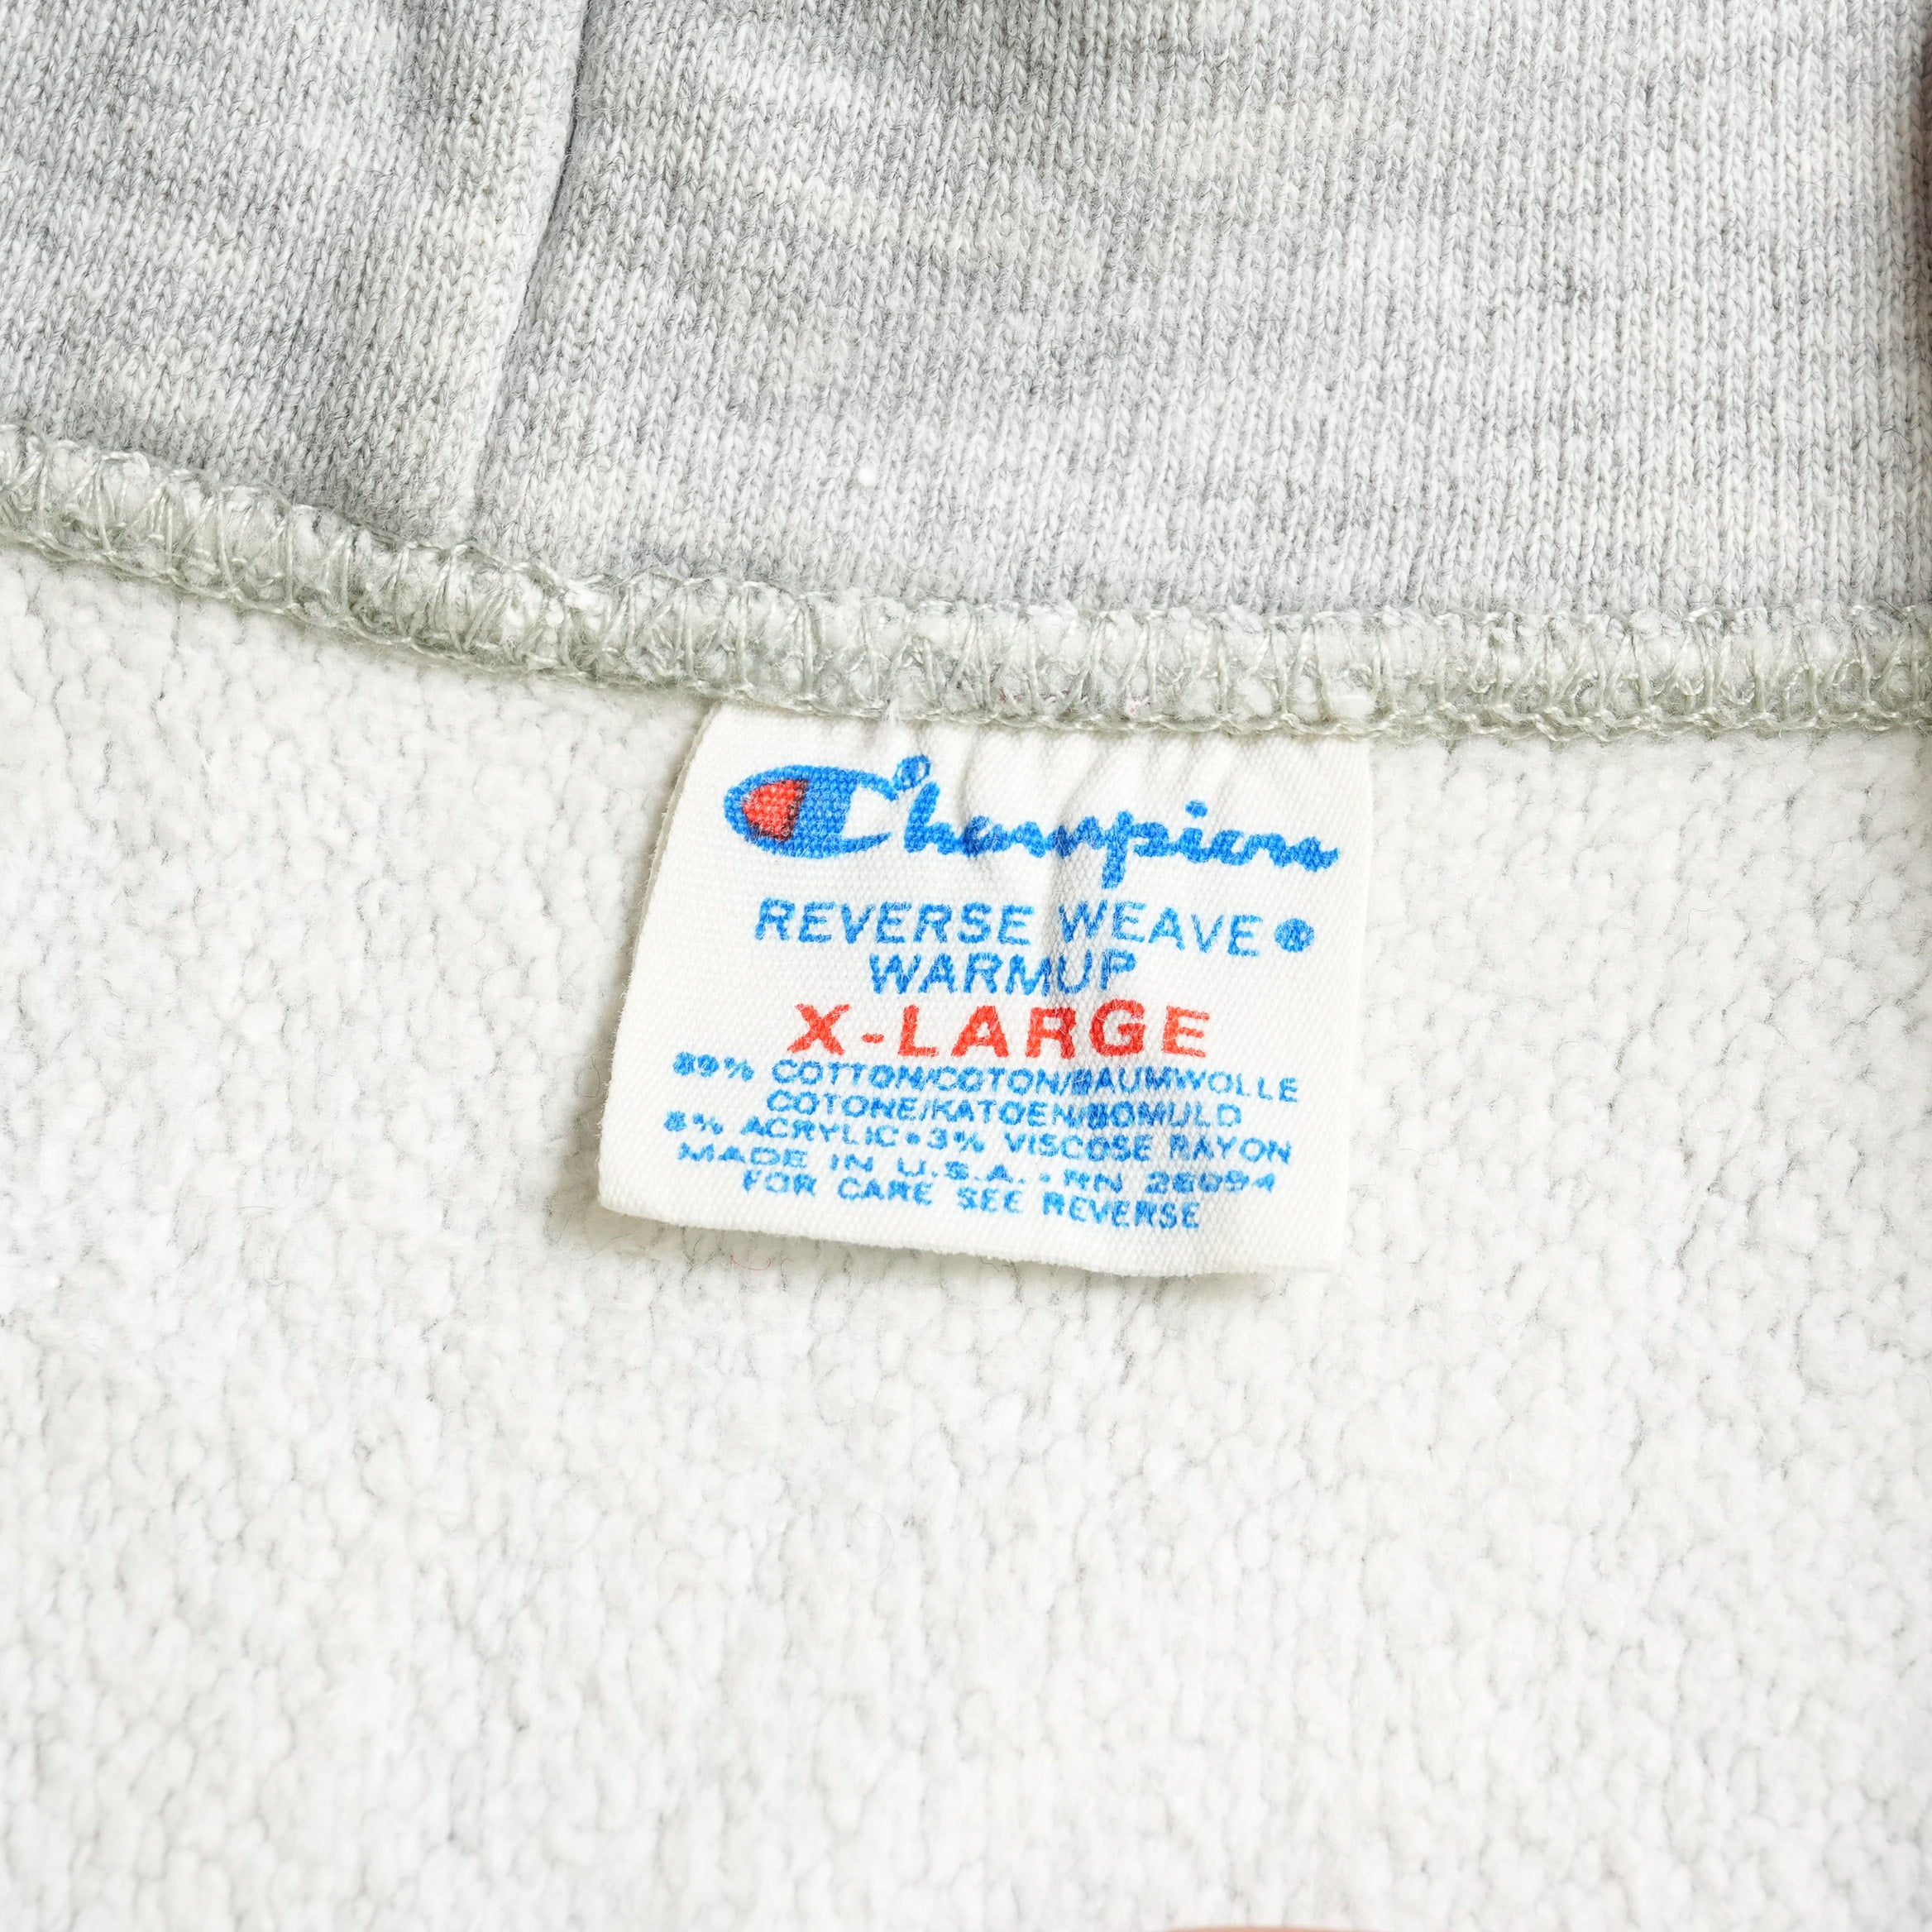 Champion®
REVERSE WEAVE®
WARMUP
X-LARGE
89% COTTON/COTON/BAUMWOLLE
COTONE/KATOEN/BOMULD
8% ACRYLIC•3% VISCOSE RAYON
MADE IN U.S.A. • RN 26094
FOR CARE SEE REVERSE